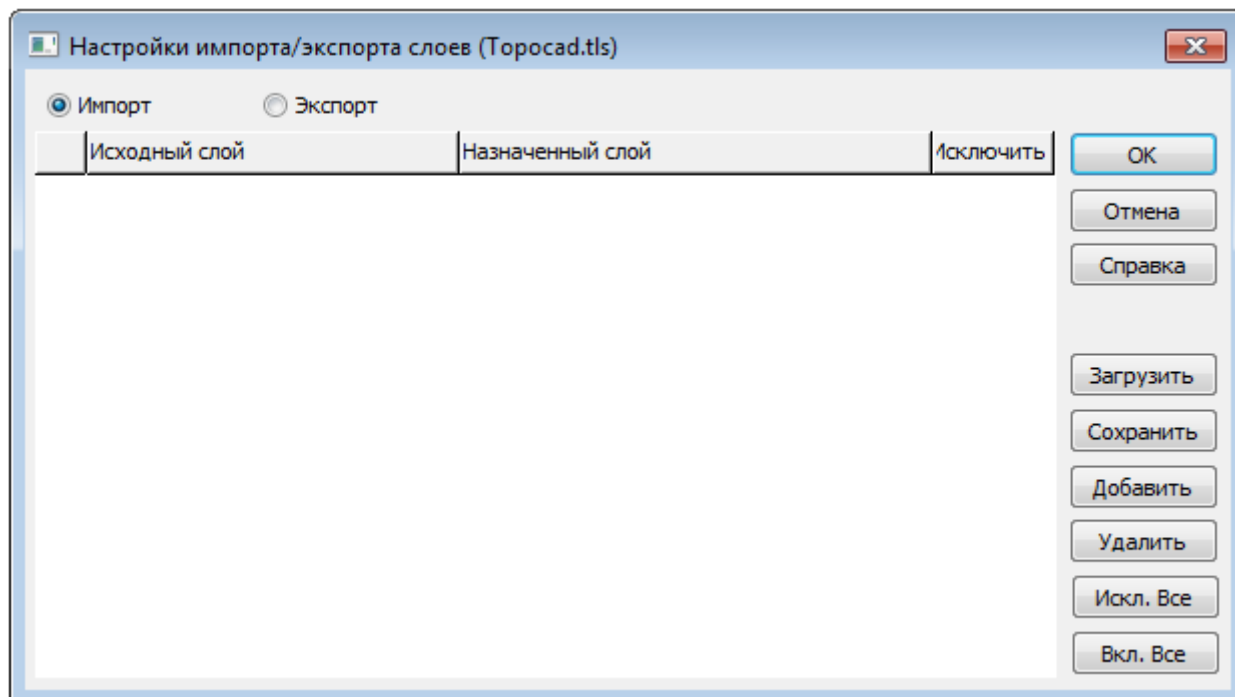 Настройки импорта/экспорта слоев (Topocad.tls)
Импорт Экспорт
Исходный слой Назначенный слой Исключить
OK
Отмена
Справка
Загрузить
Сохранить
Добавить
Удалить
Искл. Все
Вкл. Все